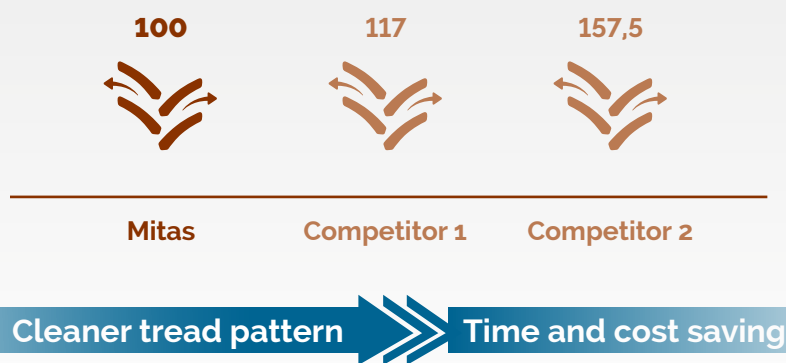 100 117 157,5
Mitas Competitor 1 Competitor 2
Cleaner tread pattern Time and cost saving